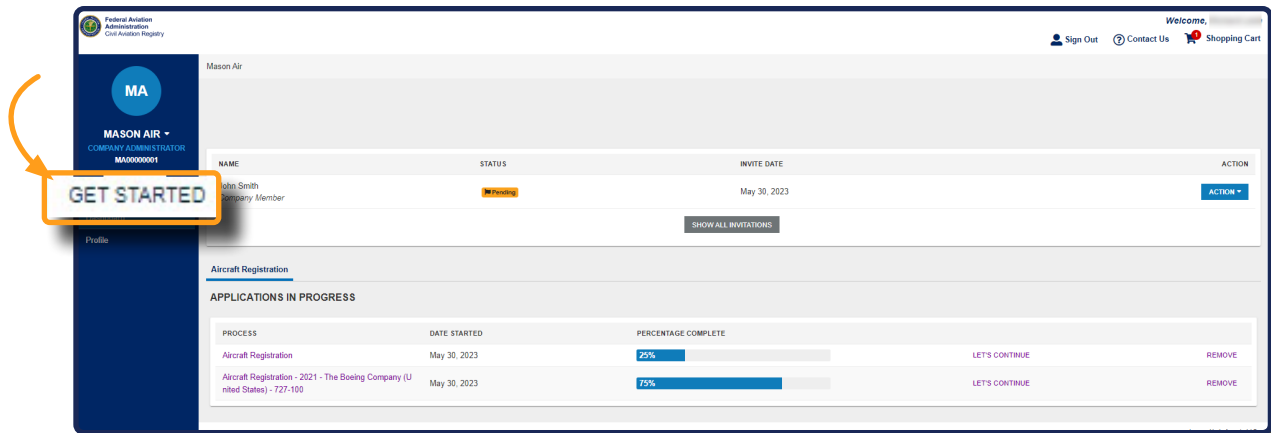 Federal Aviation
Administration
Civil Aviation Registry
Welcome,
Sign Out
Contact Us
1
Shopping Cart
MA
MASON AIR
COMPANY ADMINISTRATOR
MA00000001
GET STARTED
Profile
Mason Air
NAME STATUS INVITE DATE ACTION
John Smith Pending May 30, 2023 ACTION
Company Member
SHOW ALL INVITATIONS
Aircraft Registration
APPLICATIONS IN PROGRESS
PROCESS DATE STARTED PERCENTAGE COMPLETE
Aircraft Registration May 30, 2023 25% LET'S CONTINUE REMOVE
Aircraft Registration - 2021 - The Boeing Company (U
nited States) - 727-100 May 30, 2023 75% LET'S CONTINUE REMOVE